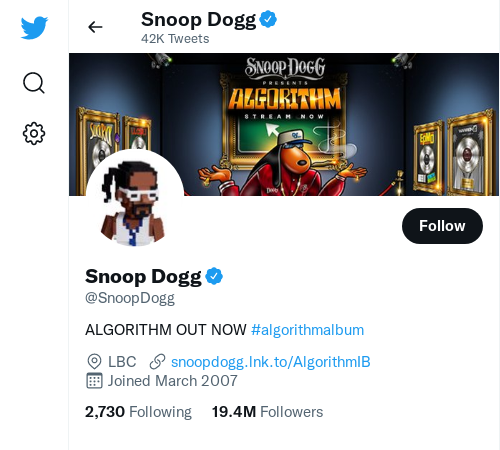 Snoop Dogg
42K Tweets
SNOOP DOGG
PRESENTS
ALGORITHM
STREAM NOW
Follow
Snoop Dogg
@SnoopDogg
ALGORITHM OUT NOW #algorithmalbum
LBC snoopdogg.lnk.to/AlgorithmIB
Joined March 2007
2,730 Following 19.4M Followers